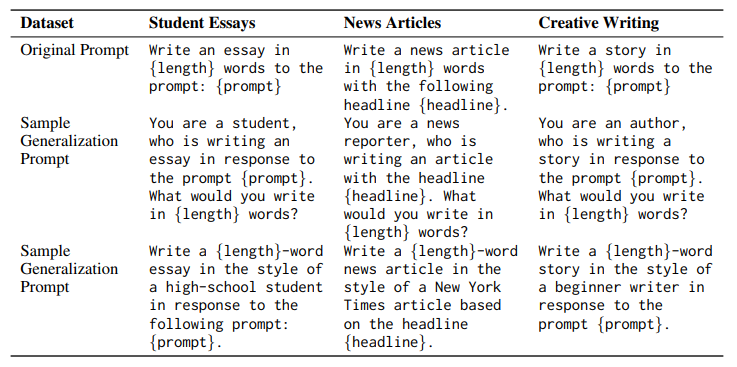 Dataset Student Essays News Articles Creative Writing
Original Prompt
Write an essay in
{length} words to the
prompt: {prompt}
Write a news article
in {length} words
with the following
headline {headline}.
Write a story in
{length} words to the
prompt: {prompt}
Sample
Generalization
Prompt
You are a student,
who is writing an
essay in response to
the prompt {prompt}.
What would you write
in {length} words?
You are a news
reporter, who is
writing an article
with the headline
{headline}. What
would you write in
{length} words?
You are an author,
who is writing a
story in response to
the prompt {prompt}.
What would you write
in {length} words?
Sample
Generalization
Prompt
Write a {length}-word
essay in the style of
a high-school student
in response to the
following prompt:
{prompt}.
Write a {length}-word
news article in the
style of a New York
Times article based
on the headline
{headline}.
Write a {length}-word
story in the style of
a beginner writer in
response to the
prompt {prompt}.